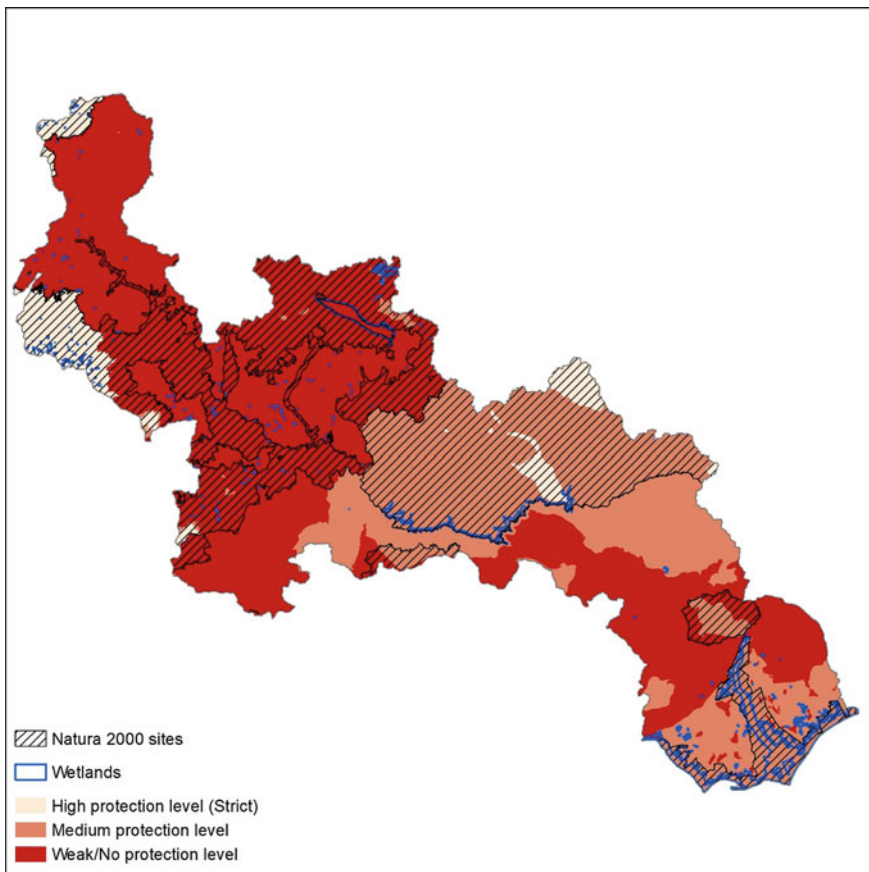 Natura 2000 sites
Wetlands
High protection level (Strict)
Medium protection level
Weak/No protection level